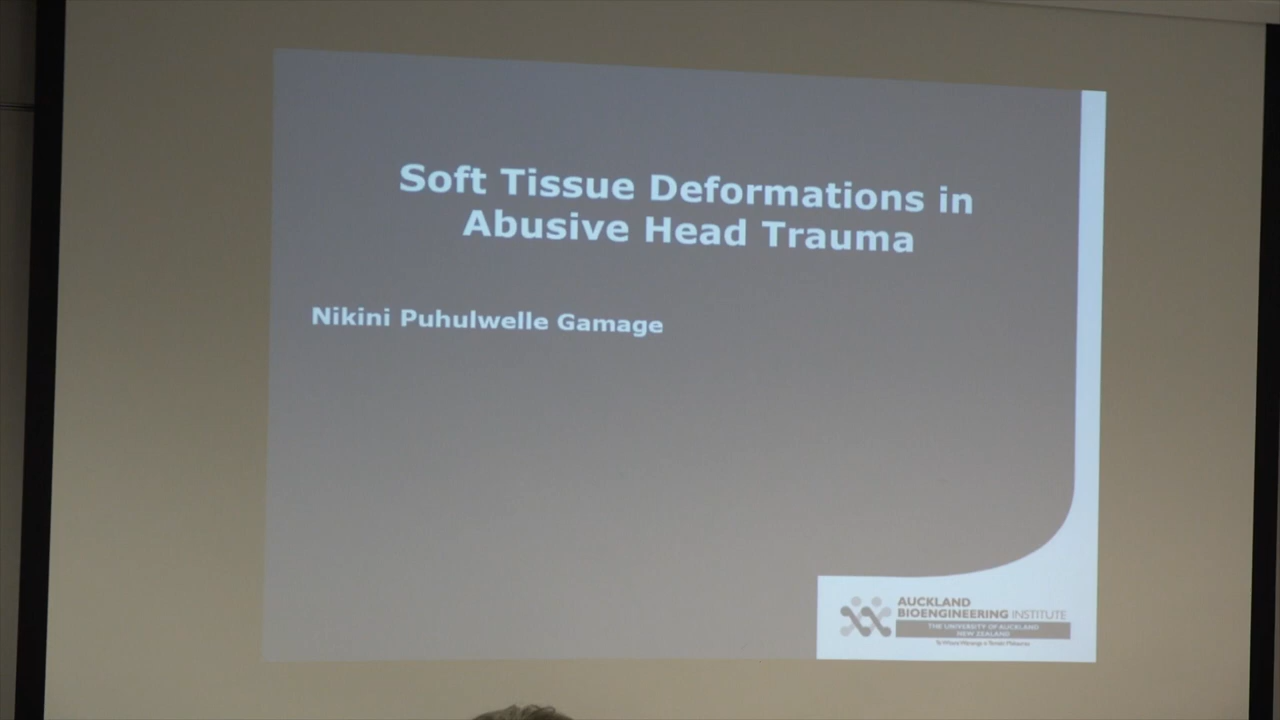 Soft Tissue Deformations in
Abusive Head Trauma
Nikini Puhulwelle Gamage
AUCKLAND
BIOENGINEERING INSTITUTE
THE UNIVERSITY OF AUCKLAND
NEW ZEALAND